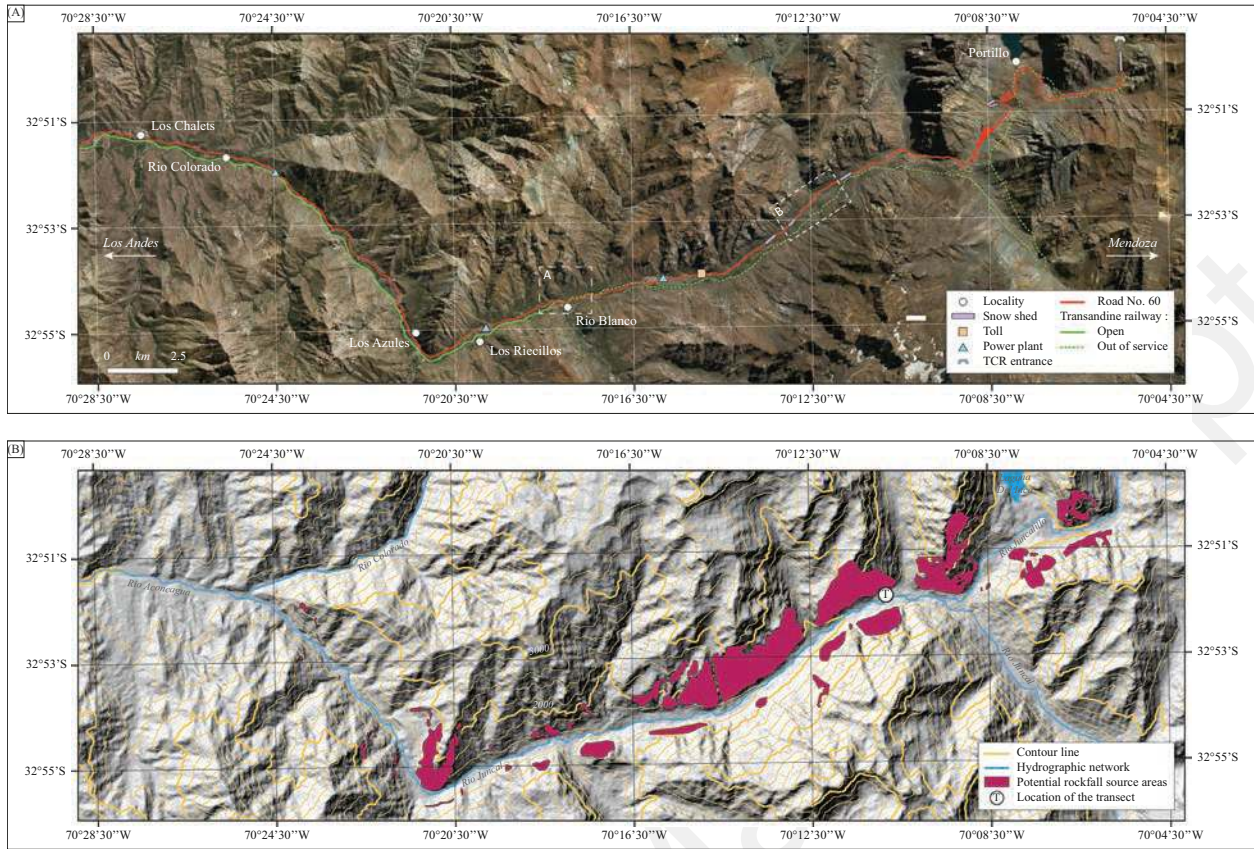 (A)
70°28'30''W 70°24'30''W 70°20'30''W 70°16'30''W 70°12'30''W 70°08'30''W 70°04'30''W
Portillo
32°51'S
Los Chalets
32°51'S
Rio Colorado
32°53'S
B
32°53'S
Los Andes
Mendoza
A
32°55'S
Rio Blanco
32°55'S
Los Azules
Los Riecillos
0 km 2.5
Locality
Snow shed
Toll
Power plant
TCR entrance
Road No. 60
Transandine railway :
Open
Out of service
70°28'30''W 70°24'30''W 70°20'30''W 70°16'30''W 70°12'30''W 70°08'30''W 70°04'30''W
(B)
70°28'30''W 70°24'30''W 70°20'30''W 70°16'30''W 70°12'30''W 70°08'30''W 70°04'30''W
32°51'S
Rio Colorado
Rio Juncalillo
32°51'S
Rio Aconcagua
T
32°53'S
3000
Rio Juncal
32°53'S
2000
32°55'S
Rio Juncal
32°55'S
Contour line
Hydrographic network
Potential rockfall source areas
T Location of the transect
70°28'30''W 70°24'30''W 70°20'30''W 70°16'30''W 70°12'30''W 70°08'30''W 70°04'30''W